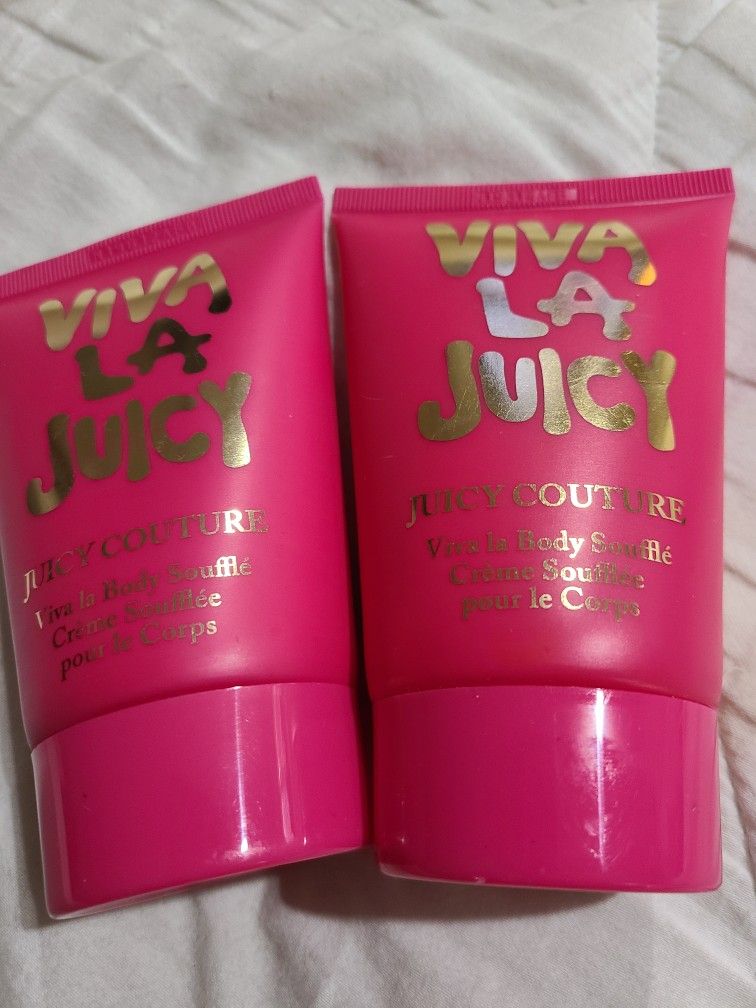 VIVA
LA
JUICY
JUICY COUTURE
Viva la Body Soufflé
Crème Soufflée
pour le Corps
VIVA
LA
JUICY
JUICY COUTURE
Viva la Body Soufflé
Crème Soufflée
pour le Corps